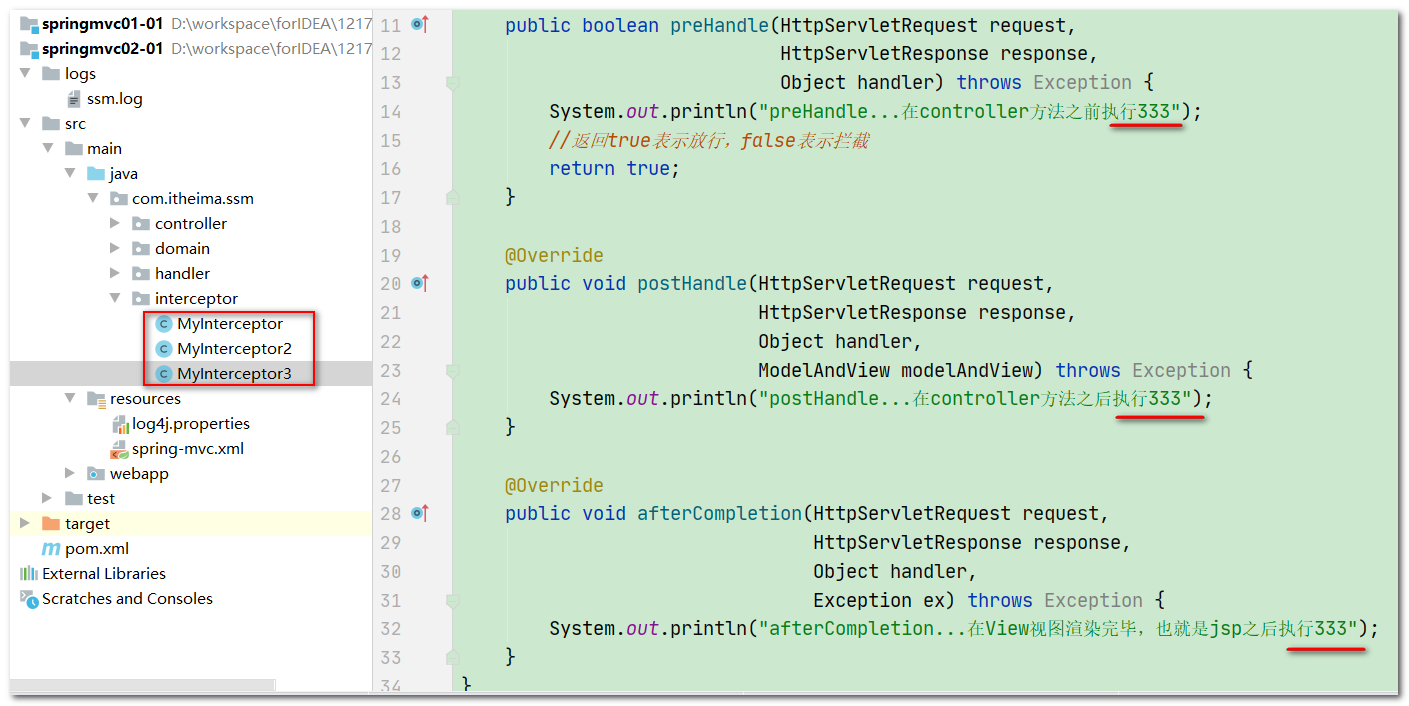 springmvc01-01 D:\workspace\forIDEA\1217
springmvc02-01 D:\workspace\forIDEA\1217
logs
ssm.log
src
main
java
com.itheima.ssm
controller
domain
handler
interceptor
MyInterceptor
MyInterceptor2
MyInterceptor3
resources
log4j.properties
spring-mvc.xml
webapp
test
target
pom.xml
External Libraries
Scratches and Consoles
11 public boolean preHandle(HttpServletRequest request,
12 HttpServletResponse response,
13 Object handler) throws Exception {
14 System.out.println("preHandle...在controller方法之前执行333");
15 //返回true表示放行，false表示拦截
16 return true;
17 }
18
19 @Override
20 public void postHandle(HttpServletRequest request,
21 HttpServletResponse response,
22 Object handler,
23 ModelAndView modelAndView) throws Exception {
24 System.out.println("postHandle...在controller方法之后执行333");
25 }
26
27 @Override
28 public void afterCompletion(HttpServletRequest request,
29 HttpServletResponse response,
30 Object handler,
31 Exception ex) throws Exception {
32 System.out.println("afterCompletion...在View视图渲染完毕，也就是jsp之后执行333");
33 }
34 }